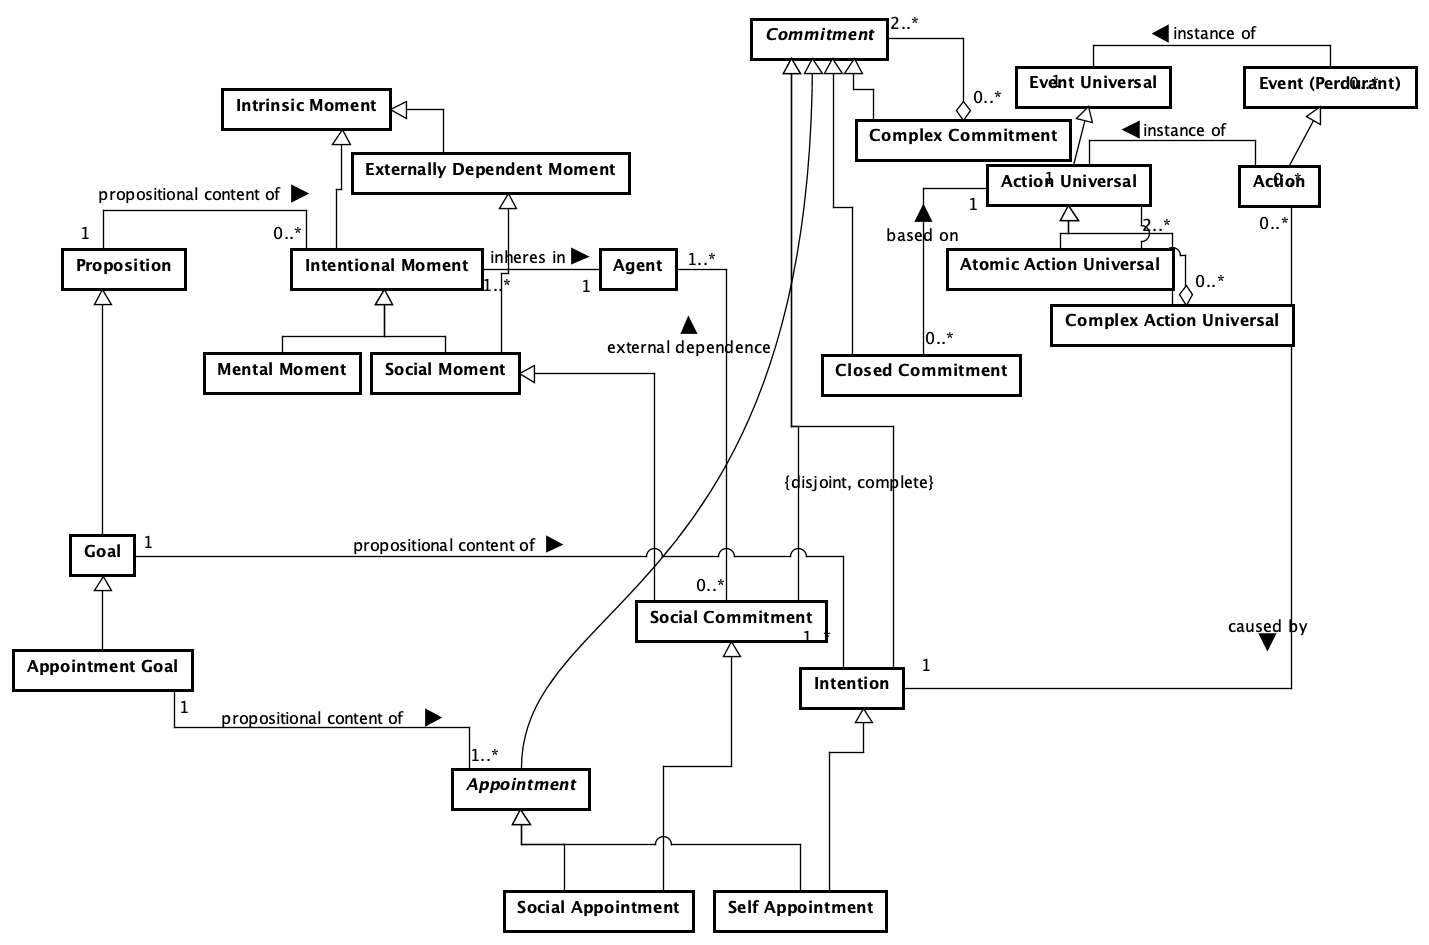 Commitment
2..*
instance of
Event Universal
1
Event (Perdurant)
0..*
Intrinsic Moment
0..*
Complex Commitment
instance of
Externally Dependent Moment
Action Universal
1
Action
0..*
propositional content of
1
0..*
1
based on
2..*
0..*
Proposition
Intentional Moment
inheres in
1..*
1
Agent
1..*
Atomic Action Universal
0..*
Complex Action Universal
external dependence
0..*
Mental Moment
Social Moment
Closed Commitment
{disjoint, complete}
Goal
1
propositional content of
0..*
Social Commitment
1..*
caused by
Appointment Goal
1
Intention
1
propositional content of
1..*
Appointment
Social Appointment
Self Appointment